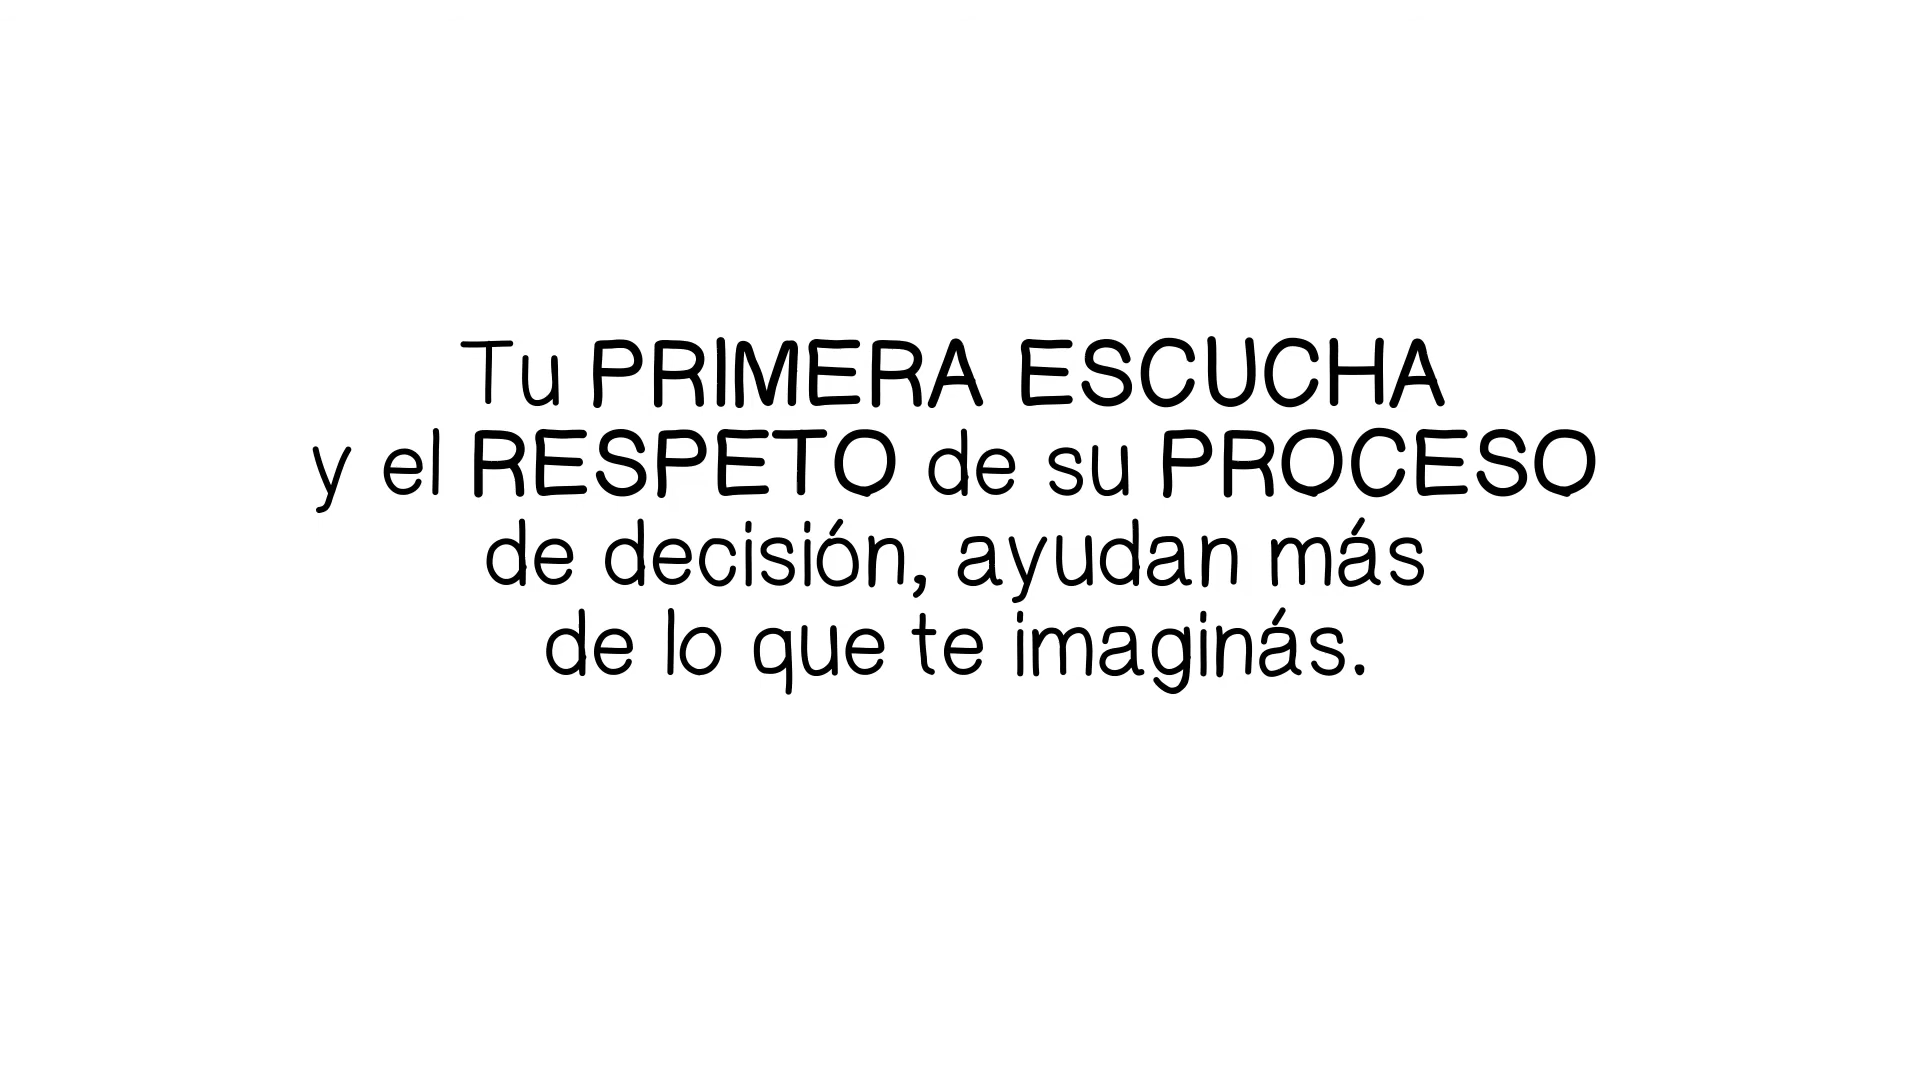 Tu PRIMERA ESCUCHA
y el RESPETO de su PROCESO
de decisión, ayudan más
de lo que te imaginás.